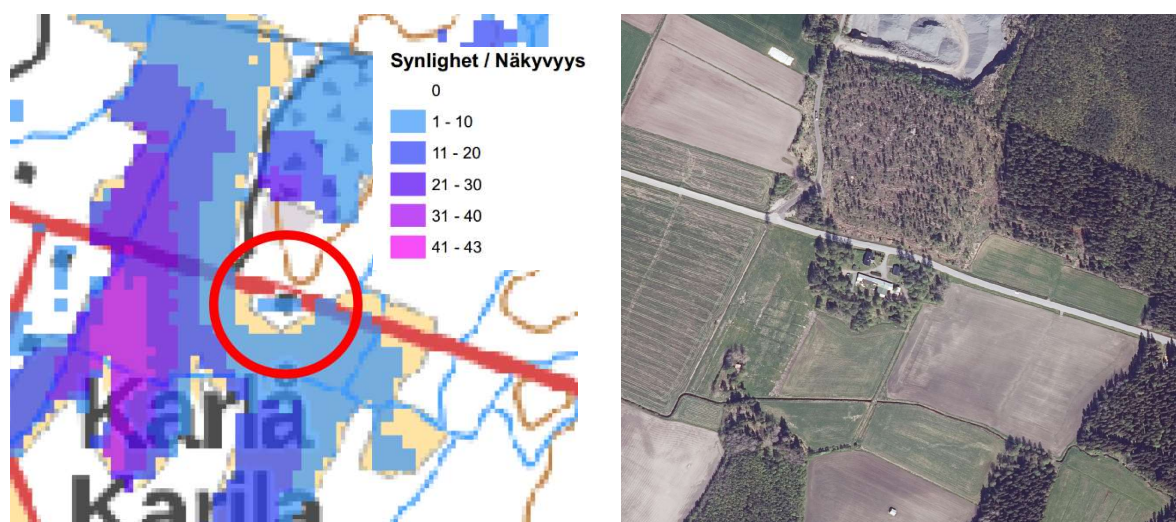 Synlighet / Näkyvyys
0
1 - 10
11 - 20
21 - 30
31 - 40
41 - 43
Karla
Karila